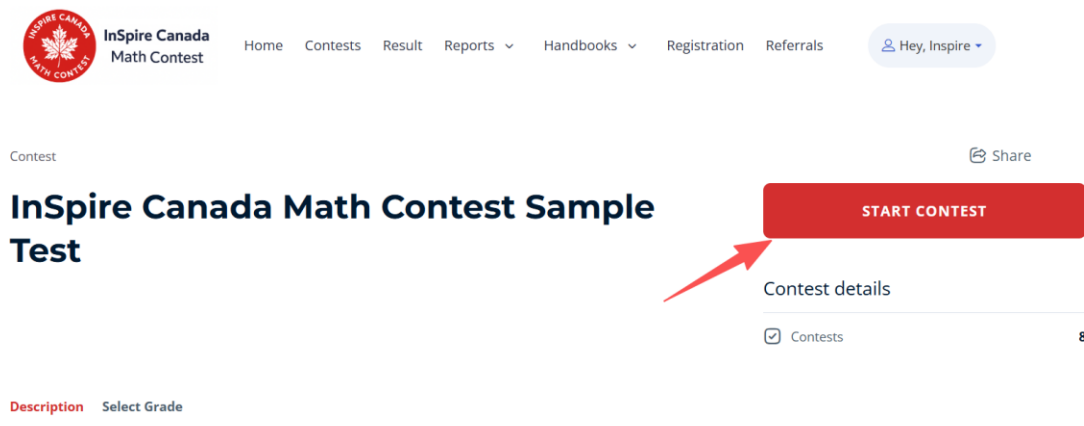 INSPIRE CANADA
MATH CONTEST
InSpire Canada
Math Contest
Home Contests Result Reports Handbooks Registration Referrals Hey, Inspire
Contest
Share
InSpire Canada Math Contest Sample
Test
START CONTEST
Contest details
Contests 8
Description Select Grade